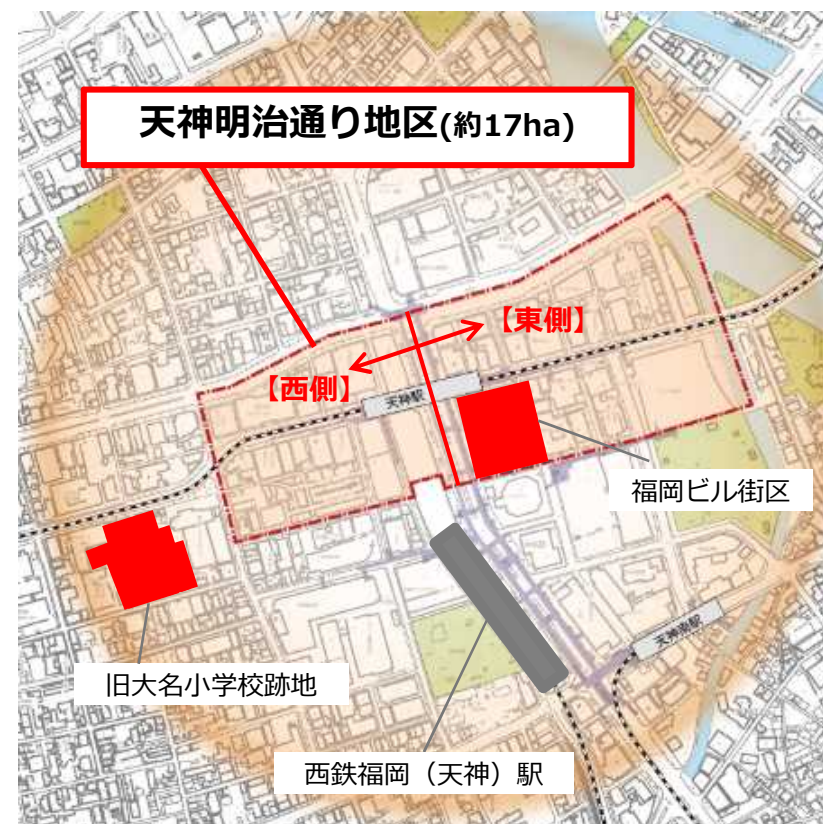 天神明治通り地区(約17ha)
【東側】
【西側】
天神駅
福岡ビル街区
天神南駅
旧大名小学校跡地
西鉄福岡（天神）駅